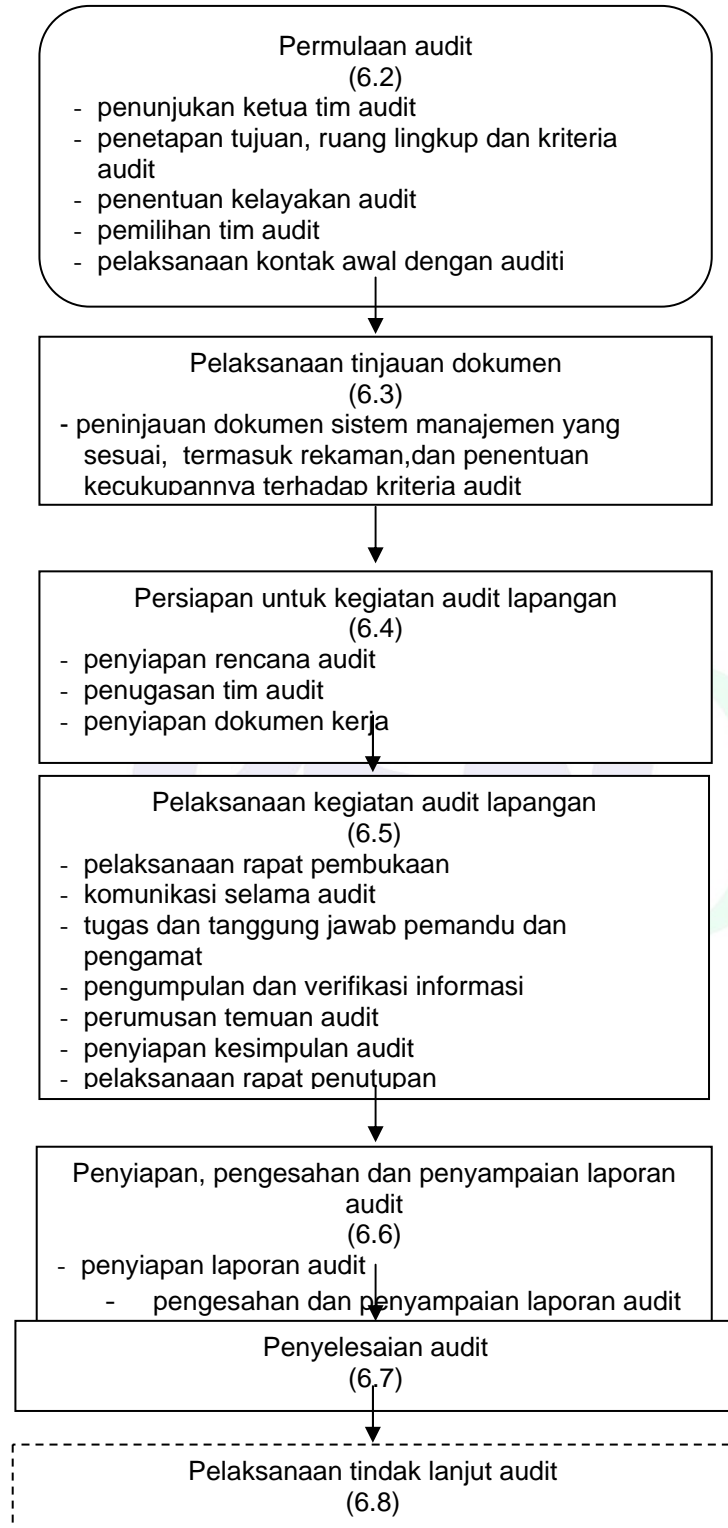 Permulaan audit
(6.2)
- penunjukan ketua tim audit
- penetapan tujuan, ruang lingkup dan kriteria
audit
- penentuan kelayakan audit
- pemilihan tim audit
- pelaksanaan kontak awal dengan auditi
Pelaksanaan tinjauan dokumen
(6.3)
- peninjauan dokumen sistem manajemen yang
sesuai, termasuk rekaman,dan penentuan
kecukupannya terhadap kriteria audit
Persiapan untuk kegiatan audit lapangan
(6.4)
- penyiapan rencana audit
- penugasan tim audit
- penyiapan dokumen kerja
Pelaksanaan kegiatan audit lapangan
(6.5)
- pelaksanaan rapat pembukaan
- komunikasi selama audit
- tugas dan tanggung jawab pemandu dan
pengamat
- pengumpulan dan verifikasi informasi
- perumusan temuan audit
- penyiapan kesimpulan audit
- pelaksanaan rapat penutupan
Penyiapan, pengesahan dan penyampaian laporan
audit
(6.6)
- penyiapan laporan audit
- pengesahan dan penyampaian laporan audit
Penyelesaian audit
(6.7)
Pelaksanaan tindak lanjut audit
(6.8)